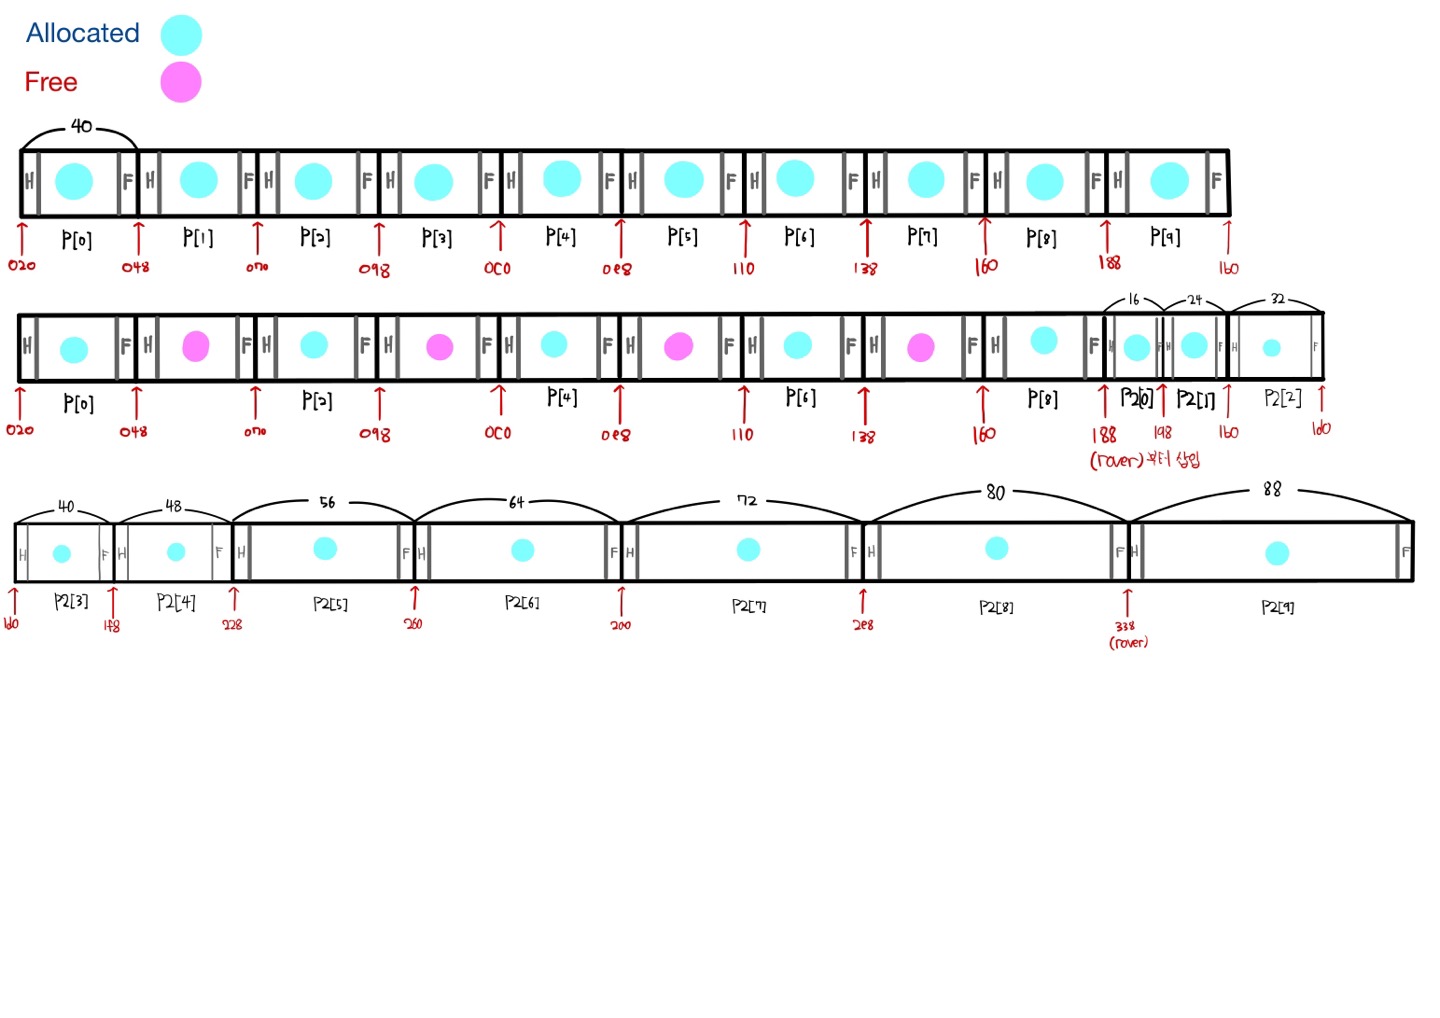 Allocated
Free
40
H F H F H F H F H F H F H F H F H F H F
P[0] P[1] P[2] P[3] P[4] P[5] P[6] P[7] P[8] P[9]
020 048 070 098 0C0 0e8 110 138 160 188 1b0
16 24 32
H F H F H F H F H F H F H F H F H F H F H F H F
P[0] P[2] P[4] P[6] P[8] P2[0] P2[1] P2[2]
020 048 070 098 0C0 0e8 110 138 160 188 198 1b0 1d0
(rover) 부터 삽입
40 48 56 64 72 80 88
H F H F H F H F H F H F H F
P2[3] P2[4] P2[5] P2[6] P2[7] P2[8] P2[9]
1d0 1f8 228 260 2a0 2e8 338
(rover)